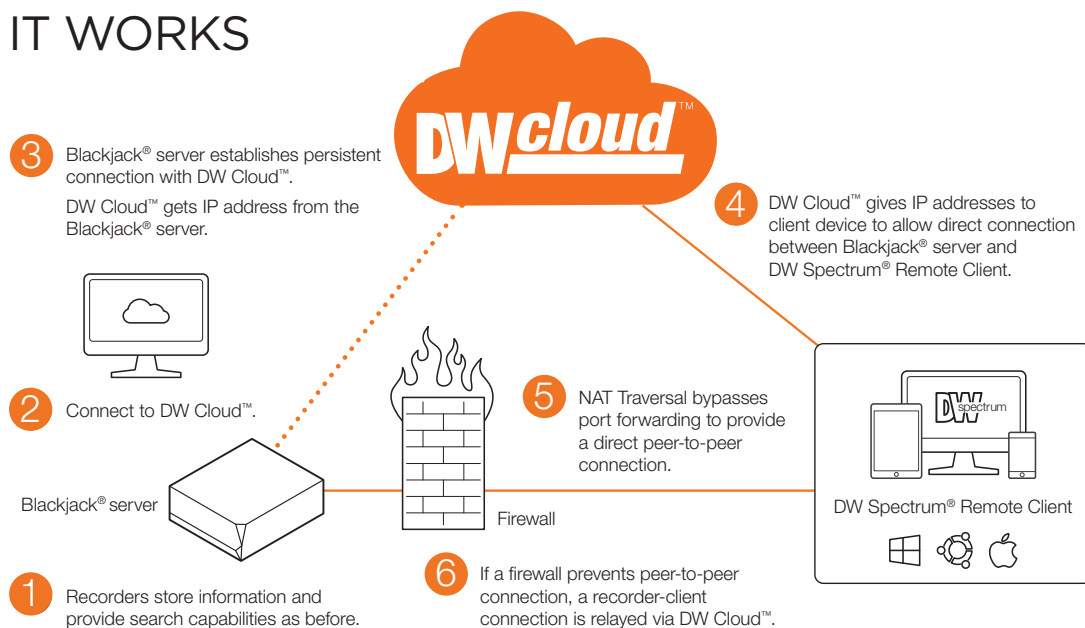 IT WORKS
DWcloud™
3
Blackjack® server establishes persistent
connection with DW Cloud™.
DW Cloud™ gets IP address from the
Blackjack® server.
4
DW Cloud™ gives IP addresses to
client device to allow direct connection
between Blackjack® server and
DW Spectrum® Remote Client.
2
Connect to DW Cloud™.
5
NAT Traversal bypasses
port forwarding to provide
a direct peer-to-peer
connection.
DW spectrum
Blackjack® server
Firewall
DW Spectrum® Remote Client
1
Recorders store information and
provide search capabilities as before.
6
If a firewall prevents peer-to-peer
connection, a recorder-client
connection is relayed via DW Cloud™.